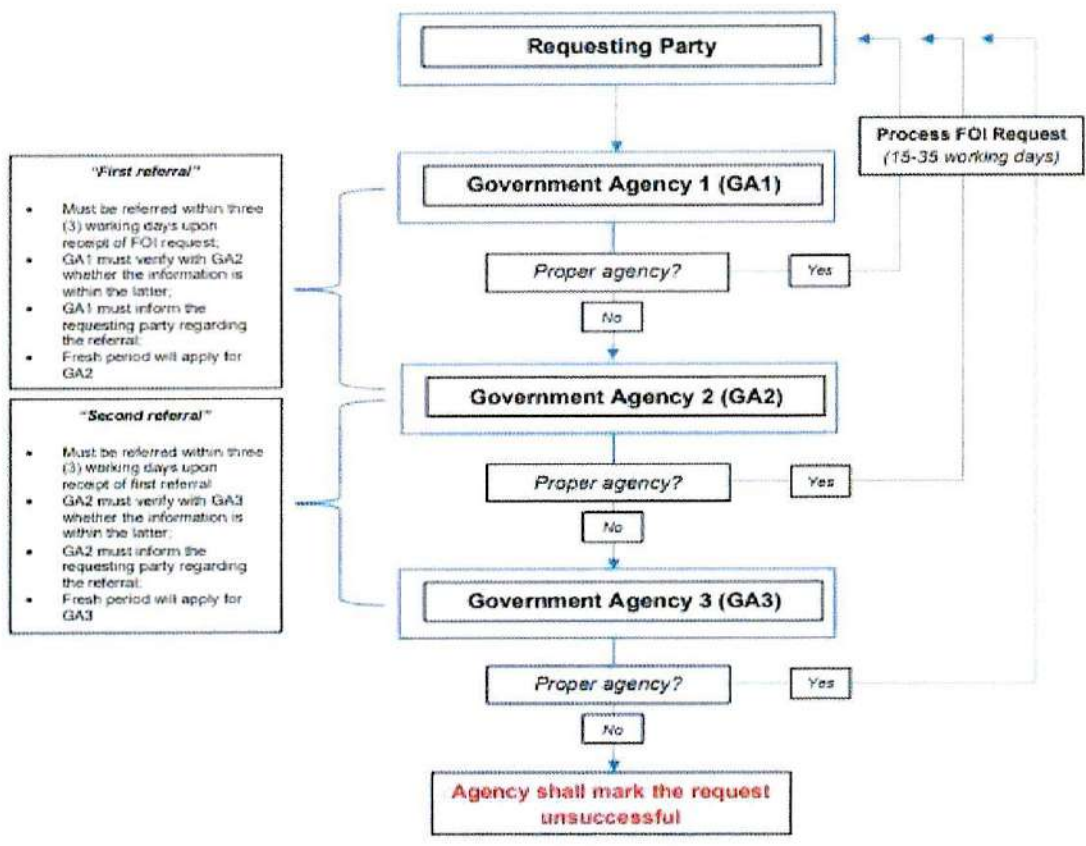 Requesting Party
Process FOI Request
(15-35 working days)
Government Agency 1 (GA1)
Proper agency?
Yes
No
"First referral"
• Must be referred within three
(3) working days upon
receipt of FOI request;
• GA1 must verify with GA2
whether the information is
within the latter;
• GA1 must inform the
requesting party regarding
the referral;
• Fresh period will apply for
GA2
Government Agency 2 (GA2)
Proper agency?
Yes
No
"Second referral"
• Must be referred within three
(3) working days upon
receipt of first referral
• GA2 must verify with GA3
whether the information is
within the latter;
• GA2 must inform the
requesting party regarding
the referral;
• Fresh period will apply for
GA3
Government Agency 3 (GA3)
Proper agency?
Yes
No
Agency shall mark the request
unsuccessful